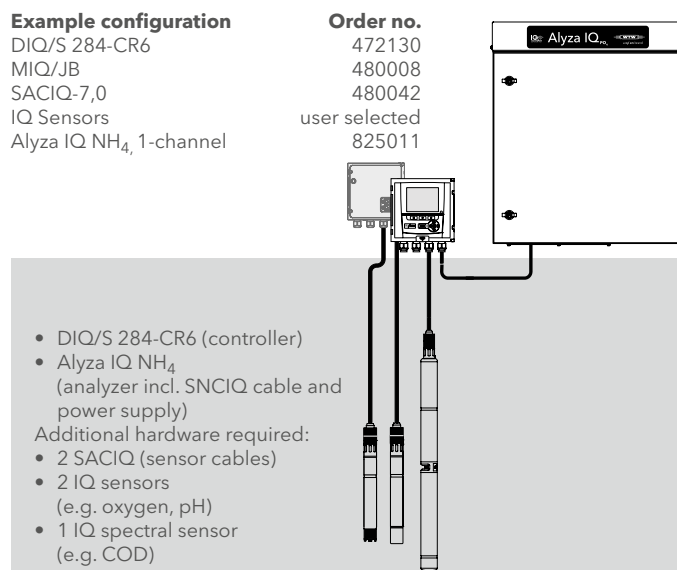 Example configuration Order no.
DIQ/S 284-CR6 472130
MIQ/JB 480008
SACIQ-7,0 480042
IQ Sensors user selected
Alyza IQ NH₄, 1-channel 825011
IQ Alyza IQ PO₄ WTW
• DIQ/S 284-CR6 (controller)
• Alyza IQ NH₄
(analyzer incl. SNCIQ cable and
power supply)
Additional hardware required:
• 2 SACIQ (sensor cables)
• 2 IQ sensors
(e.g. oxygen, pH)
• 1 IQ spectral sensor
(e.g. COD)